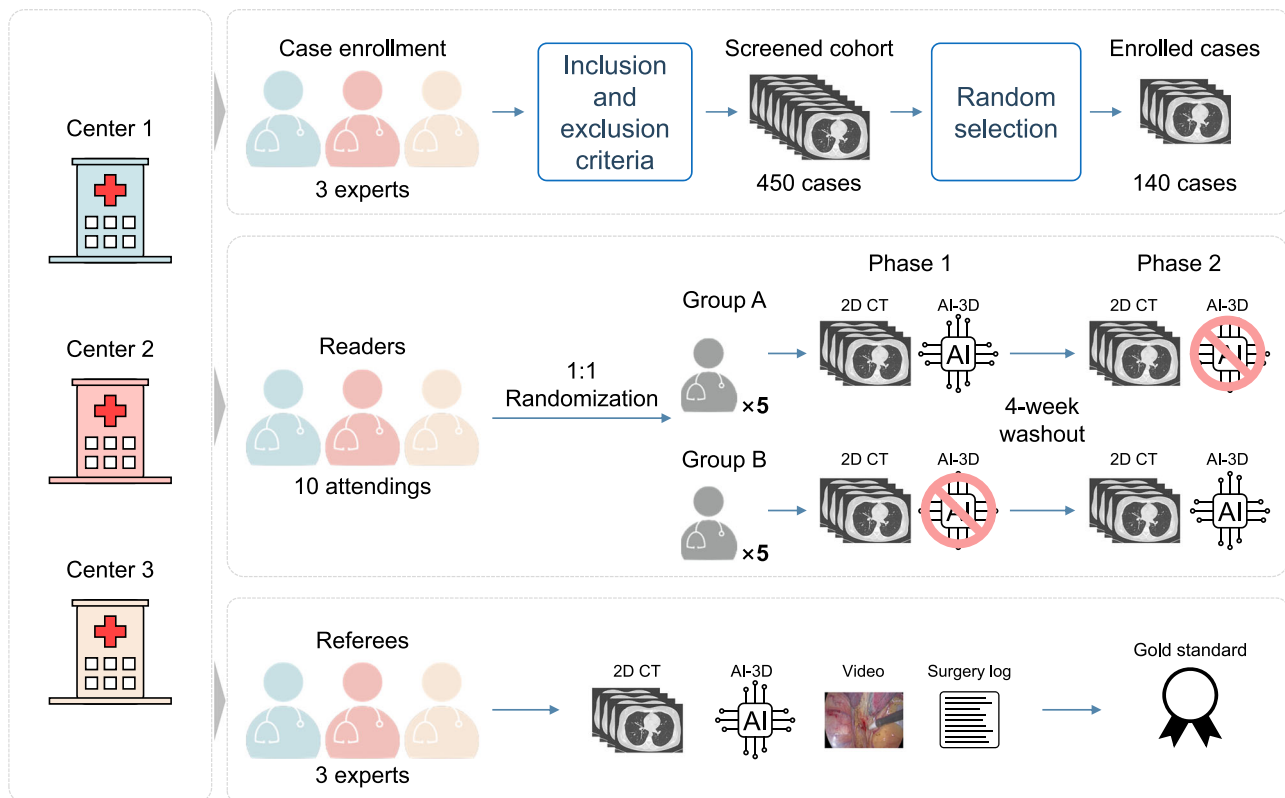 Center 1
Center 2
Center 3
Case enrollment
3 experts
Inclusion
and
exclusion
criteria
Screened cohort
450 cases
Random
selection
Enrolled cases
140 cases
Readers
10 attendings
1:1
Randomization
Group A
×5
Group B
×5
Phase 1
2D CT
AI-3D
AI
2D CT
AI-3D
AI
4-week
washout
Phase 2
2D CT
AI-3D
AI
2D CT
AI-3D
AI
Referees
3 experts
2D CT
AI-3D
AI
Video
Surgery log
Gold standard